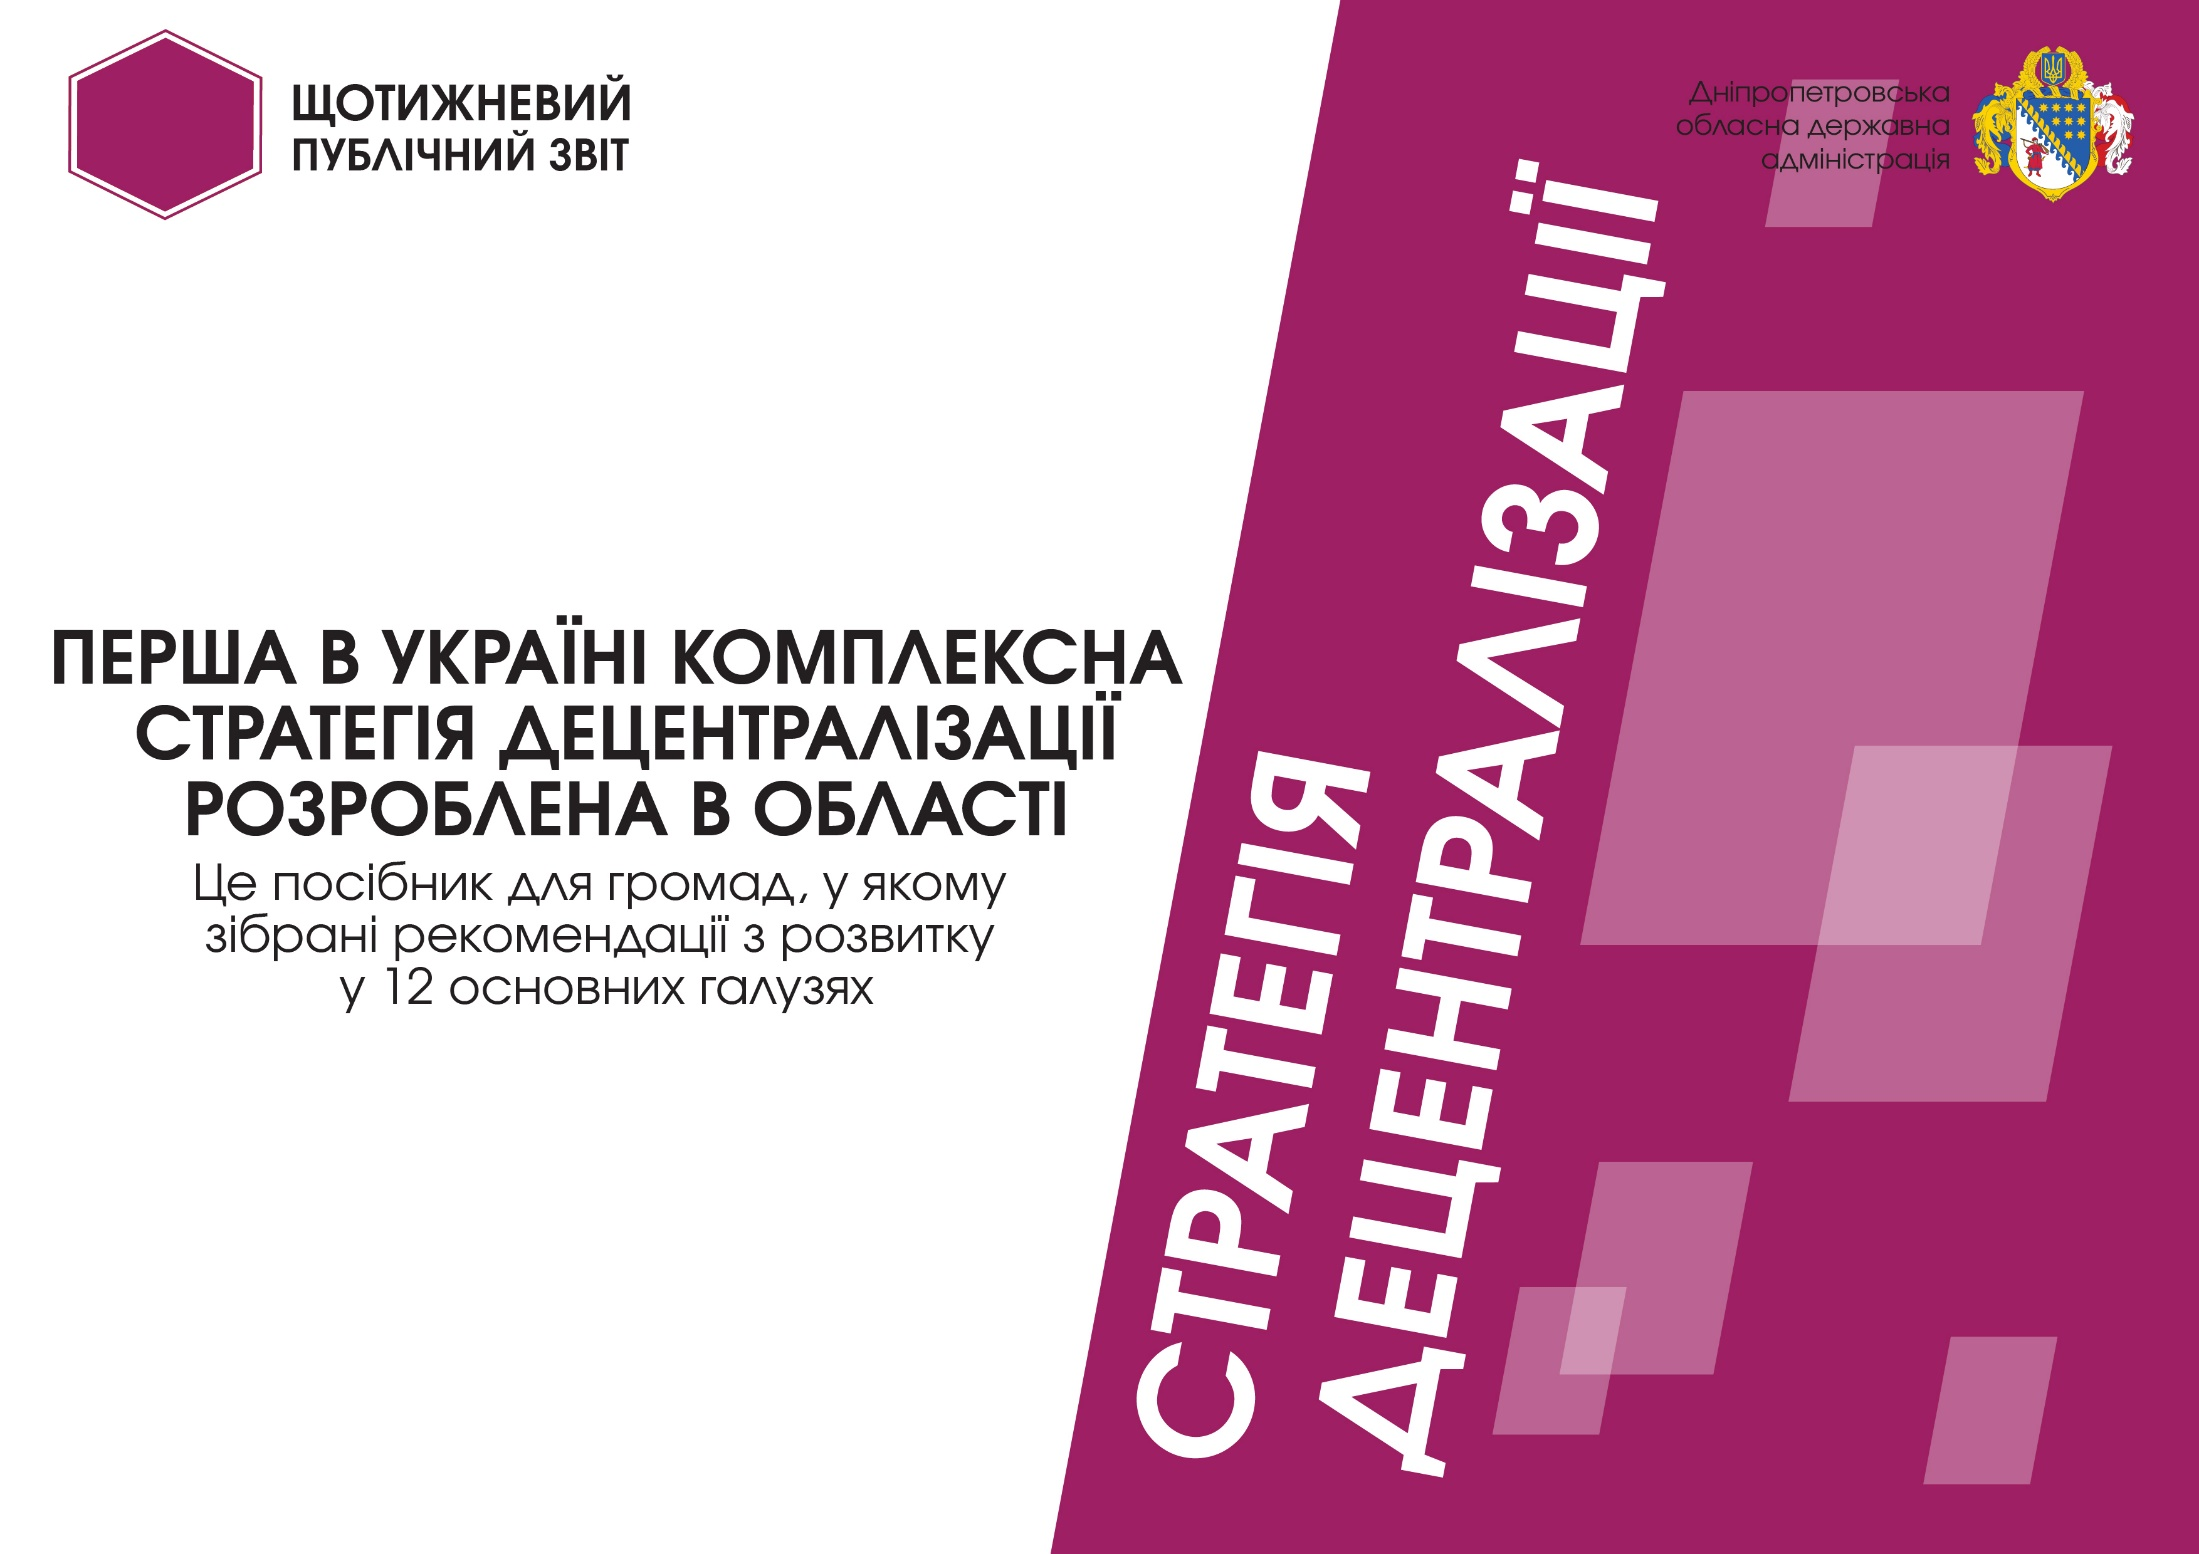 ЩОТИЖНЕВИЙ
ПУБЛІЧНИЙ ЗВІТ
Дніпропетровська
обласна державна
адміністрація
ПЕРША В УКРАЇНІ КОМПЛЕКСНА
СТРАТЕГІЯ ДЕЦЕНТРАЛІЗАЦІЇ
РОЗРОБЛЕНА В ОБЛАСТІ
Це посібник для громад, у якому
зібрані рекомендації з розвитку
у 12 основних галузях
СТРАТЕГІЯ
ДЕЦЕНТРАЛІЗАЦІЇ